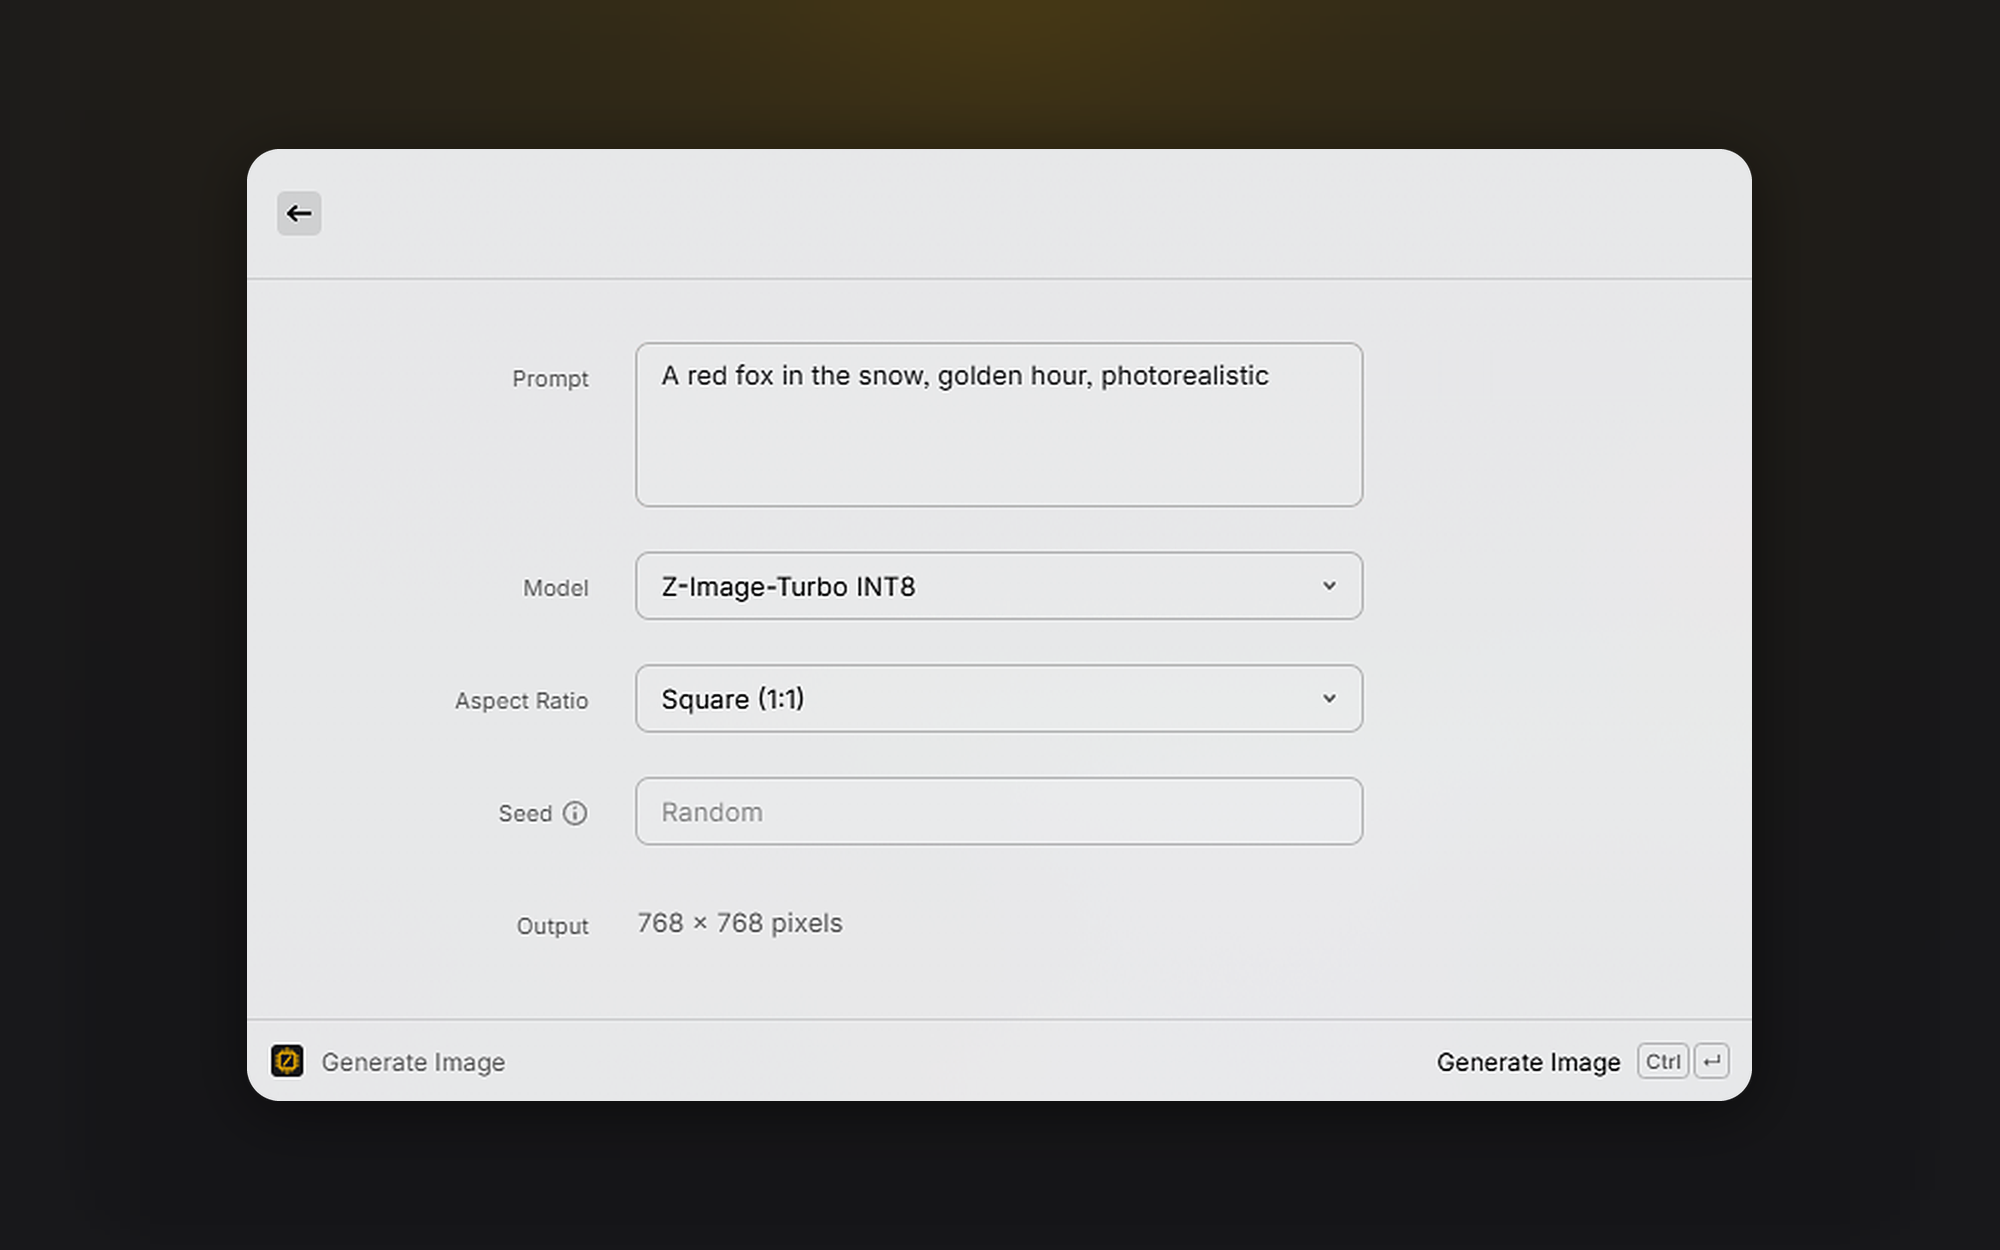 Prompt
A red fox in the snow, golden hour, photorealistic
Model
Z-Image-Turbo INT8
Aspect Ratio
Square (1:1)
Seed
Random
Output
768 × 768 pixels
Generate Image
Generate Image Ctrl ↵